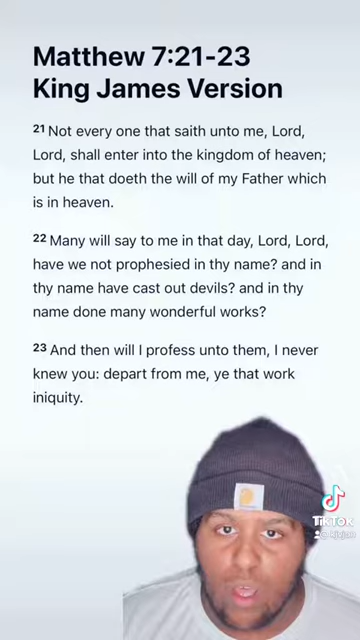 Matthew 7:21-23
King James Version
21 Not every one that saith unto me, Lord,
Lord, shall enter into the kingdom of heaven;
but he that doeth the will of my Father which
is in heaven.
22 Many will say to me in that day, Lord, Lord,
have we not prophesied in thy name? and in
thy name have cast out devils? and in thy
name done many wonderful works?
23 And then will I profess unto them, I never
knew you: depart from me, ye that work
iniquity.
TikTok